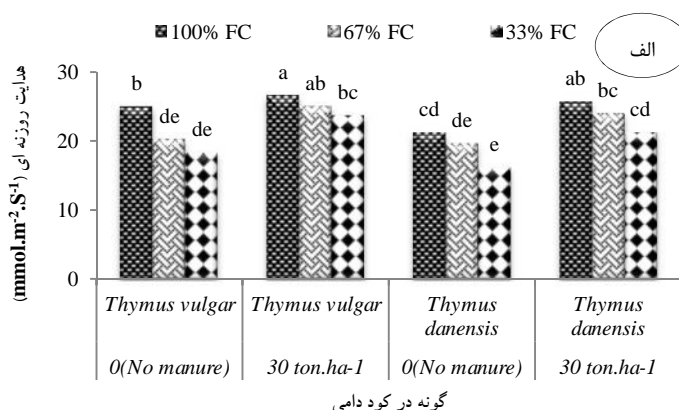 100% FC 67% FC 33% FC
الف
هدایت روزنه ای (mmol.m⁻².S⁻¹)
30
20
10
0
b de de a ab bc cd de e ab bc cd
Thymus vulgar Thymus vulgar Thymus danensis Thymus danensis
0(No manure) 30 ton.ha-1 0(No manure) 30 ton.ha-1
گونه در کود دامی